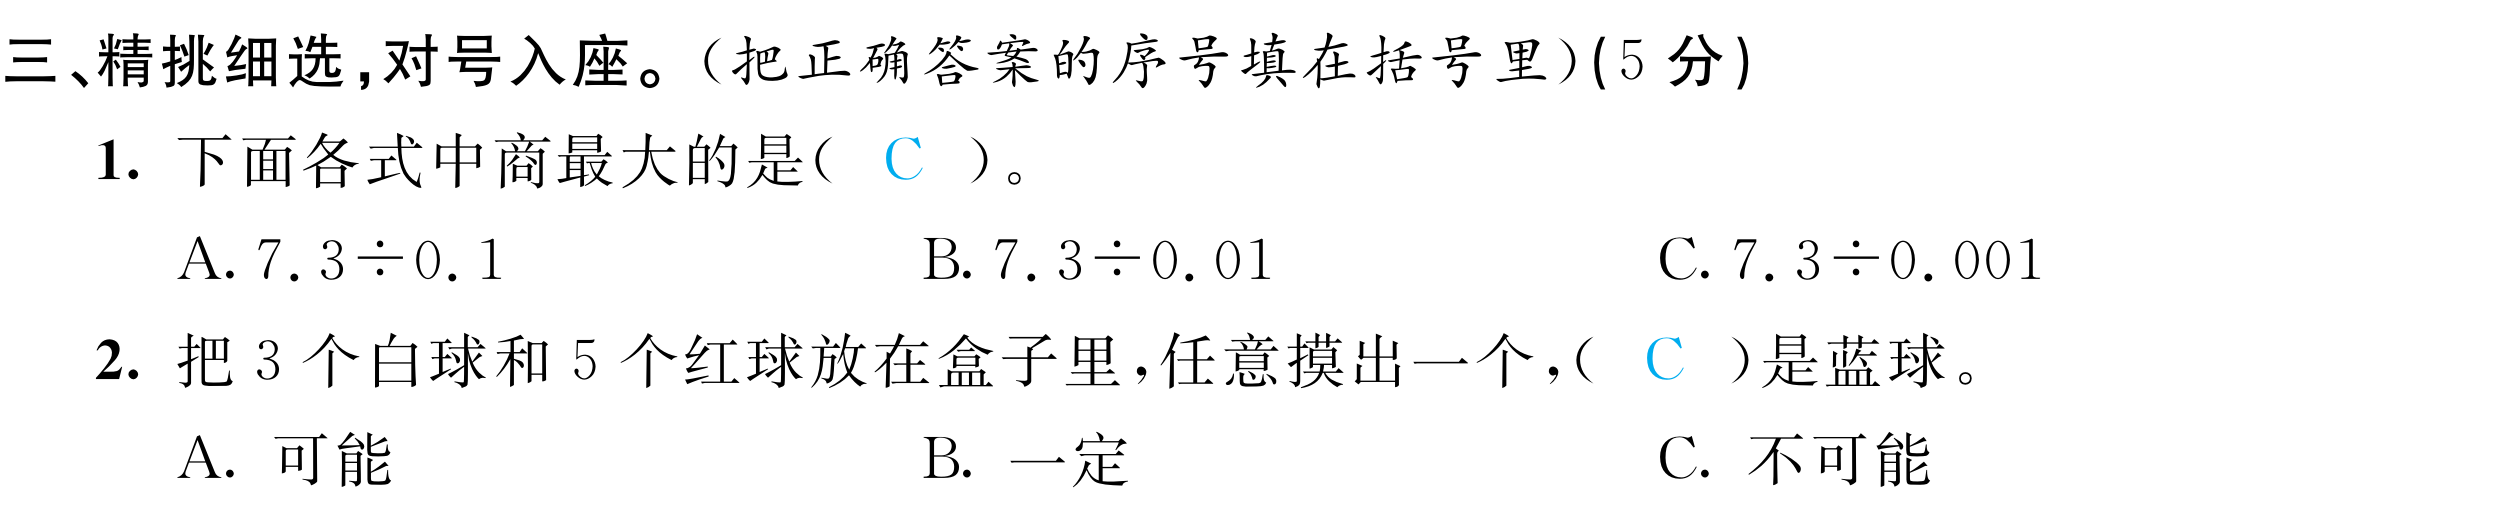 三、精挑细选,对号入座。(把正确答案的序号填在括号里)(5分)
1. 下面各式中商最大的是( C )。
A. 7.3÷0.1 B. 7.3÷0.01 C. 7.3÷0.001
2. 把3个白球和5个红球放在盒子里,任意摸出一个,( C )是蓝球。
A. 可能 B. 一定 C. 不可能